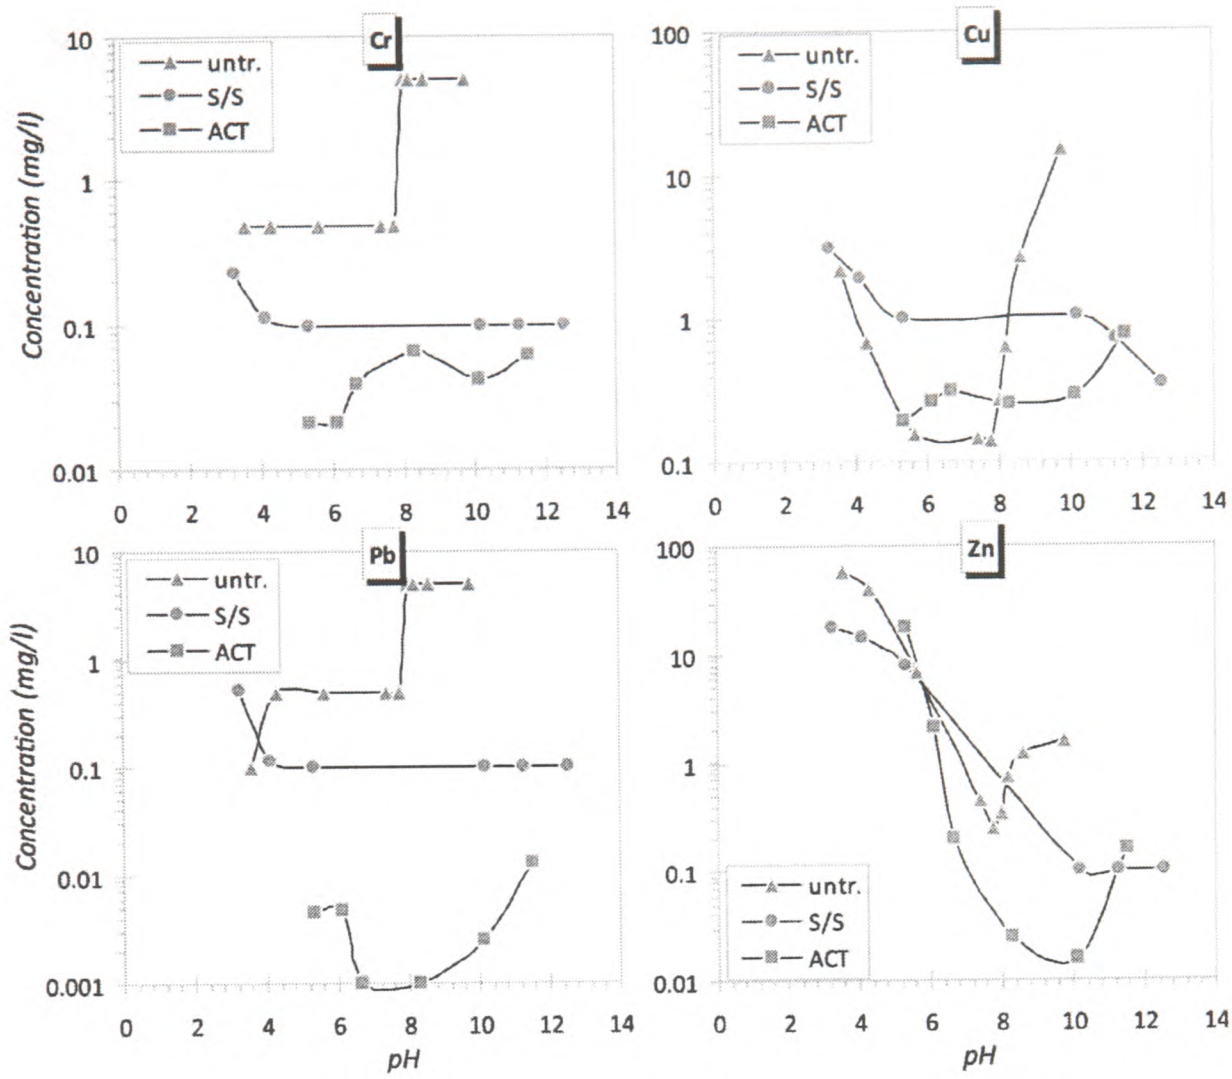 Cr
untr.
S/S
ACT
10
1
0.1
0.01
Concentration (mg/l)
0 2 4 6 8 10 12 14
Cu
untr.
S/S
ACT
100
10
1
0.1
0 2 4 6 8 10 12 14
Pb
untr.
S/S
ACT
10
1
0.1
0.01
0.001
Concentration (mg/l)
0 2 4 6 8 10 12 14
pH
Zn
100
10
1
0.1
0.01
untr.
S/S
ACT
0 2 4 6 8 10 12 14
pH